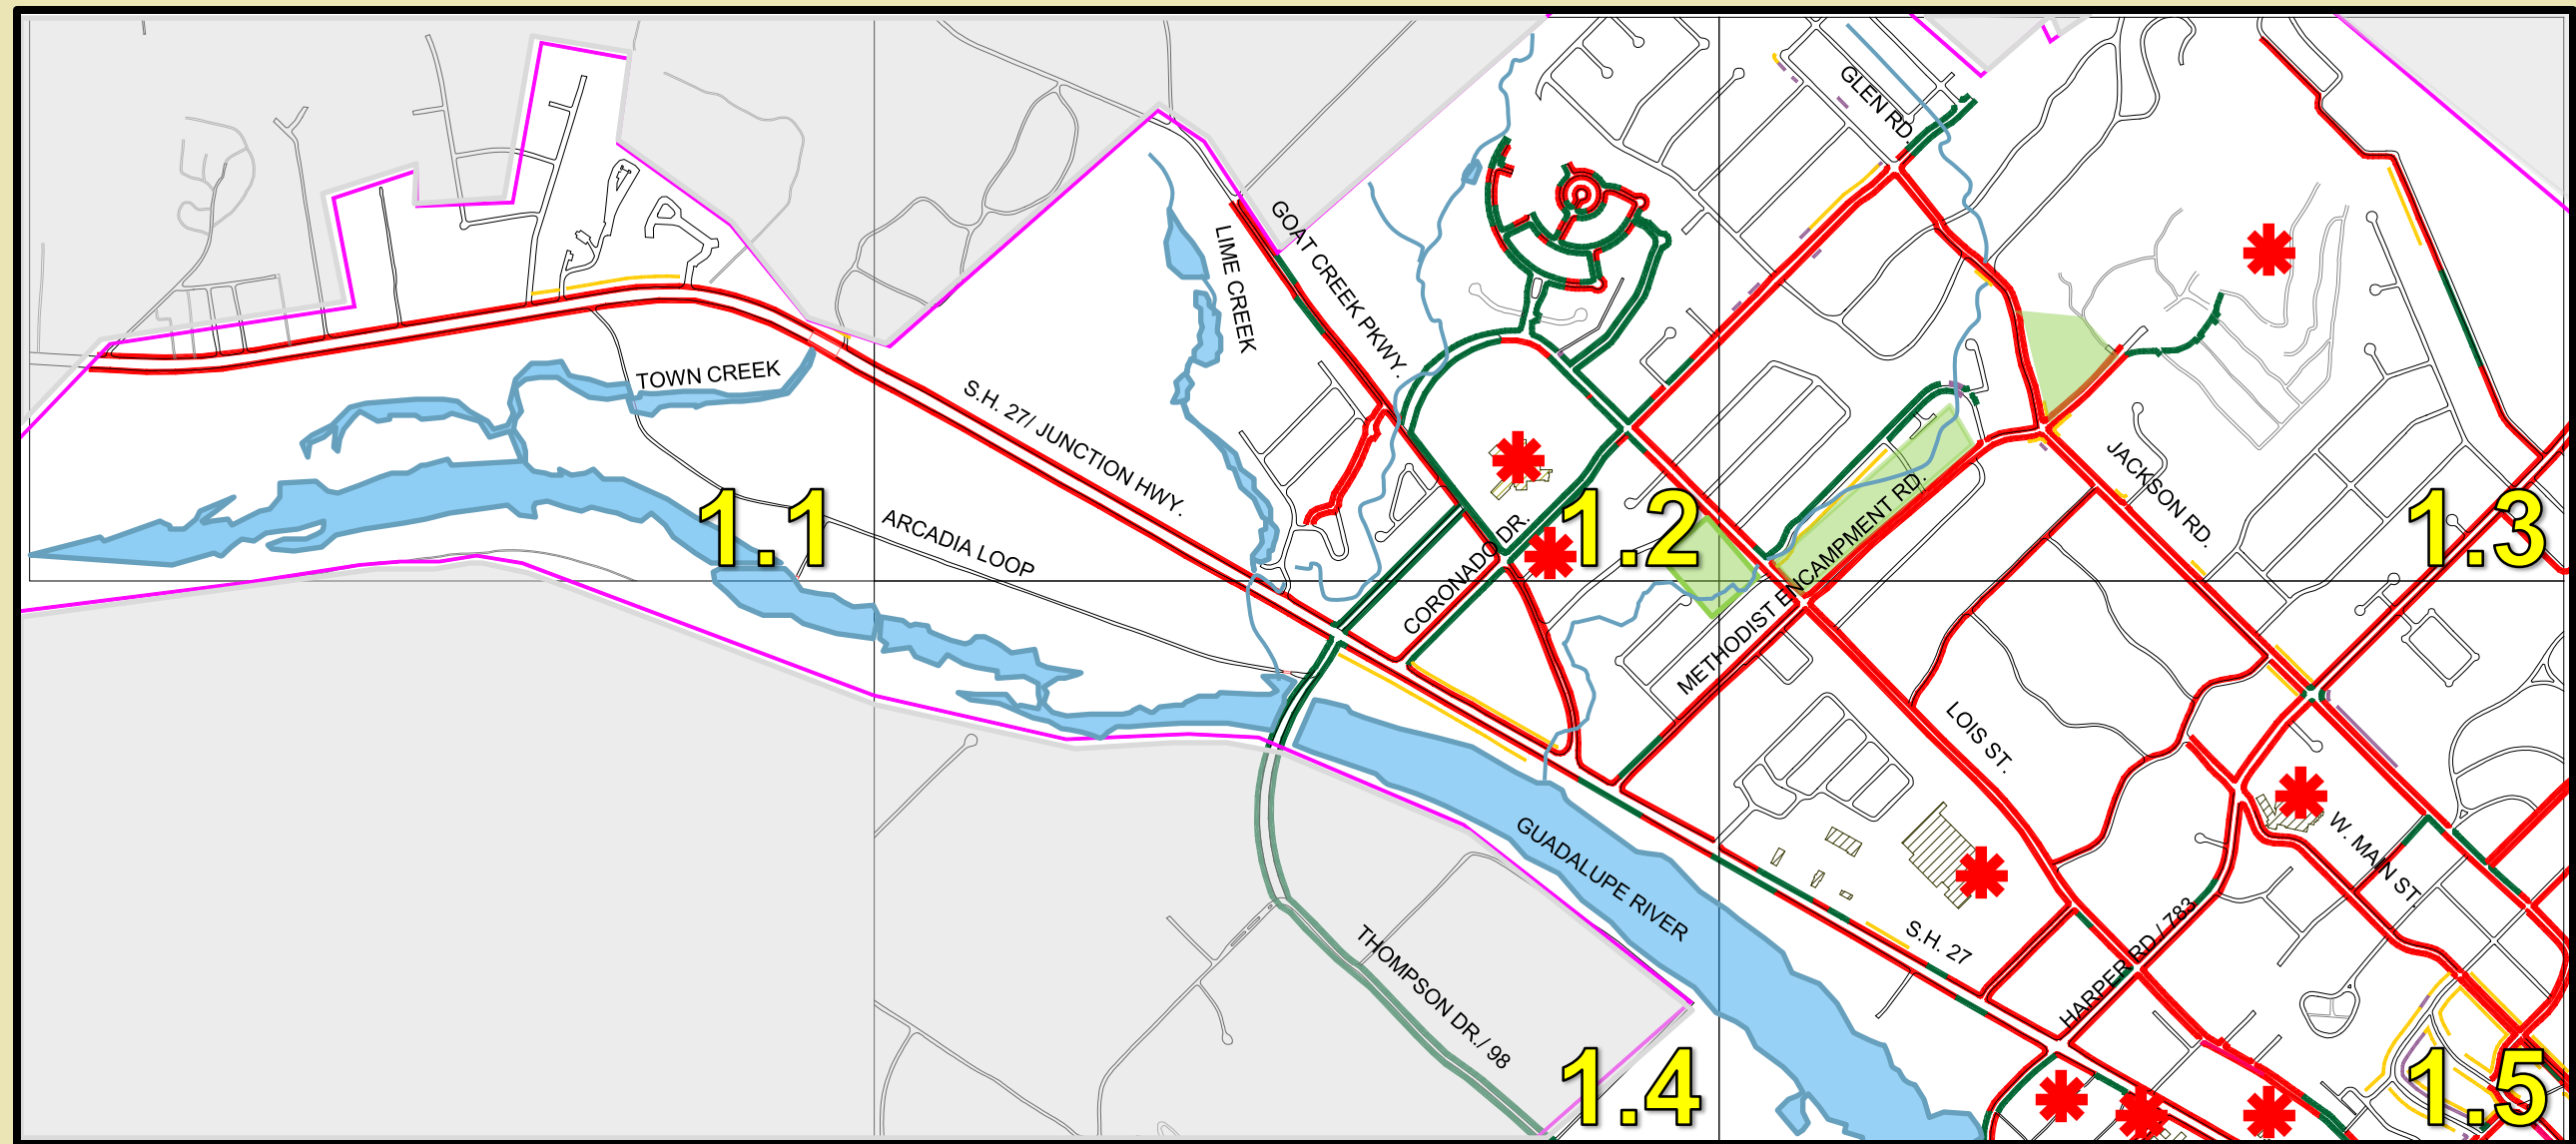 GLEN RD.
GOAT CREEK PKWY.
LIME CREEK
TOWN CREEK
S.H. 27/ JUNCTION HWY.
JACKSON RD.
1.1
1.2
1.3
ARCADIA LOOP
CORONADO DR.
METHODIST ENCAMPMENT RD.
LOIS ST.
GUADALUPE RIVER
W. MAIN ST.
S.H. 27
HARPER RD / 783
THOMPSON DR./ 98
1.4
1.5